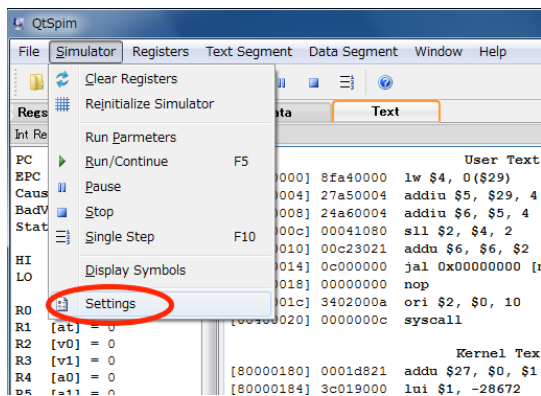 QtSpim
File Simulator Registers Text Segment Data Segment Window Help
Clear Registers
Reinitialize Simulator
Run Parmeters
Run/Continue F5
Pause
Stop
Single Step F10
Display Symbols
Settings
Regs
Int Re
PC
EPC
Caus
BadV
Stat
HI
LO
R0
R1 [at] = 0
R2 [v0] = 0
R3 [v1] = 0
R4 [a0] = 0
R5 [a1] = 0
ata Text
User Text
0000] 8fa40000 lw $4, 0($29)
0004] 27a50004 addiu $5, $29, 4
0008] 24a60004 addiu $6, $5, 4
000c] 00041080 sll $2, $4, 2
0010] 00c23021 addu $6, $6, $2
0014] 0c000000 jal 0x00000000 [m
0018] 00000000 nop
001c] 3402000a ori $2, $0, 10
[00400020] 0000000c syscall
Kernel Tex
[80000180] 0001d821 addu $27, $0, $1
[80000184] 3c019000 lui $1, -28672